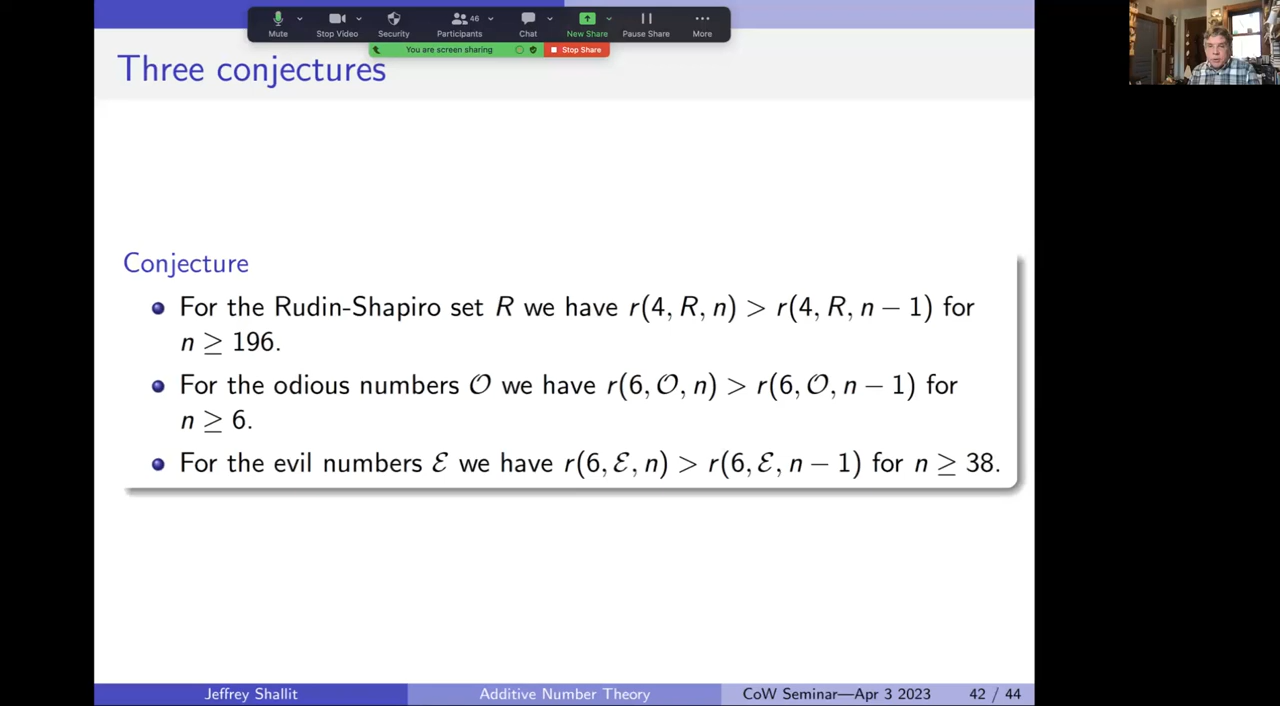 Mute
Stop Video
Security
46
Participants
Chat
New Share
Pause Share
More
You are screen sharing
Stop Share
Three conjectures
Conjecture
For the Rudin-Shapiro set R we have r(4, R, n) > r(4, R, n − 1) for
n ≥ 196.
For the odious numbers 𝒪 we have r(6, 𝒪, n) > r(6, 𝒪, n − 1) for
n ≥ 6.
For the evil numbers ℰ we have r(6, ℰ, n) > r(6, ℰ, n − 1) for n ≥ 38.
Jeffrey Shallit
Additive Number Theory
CoW Seminar—Apr 3 2023
42 / 44